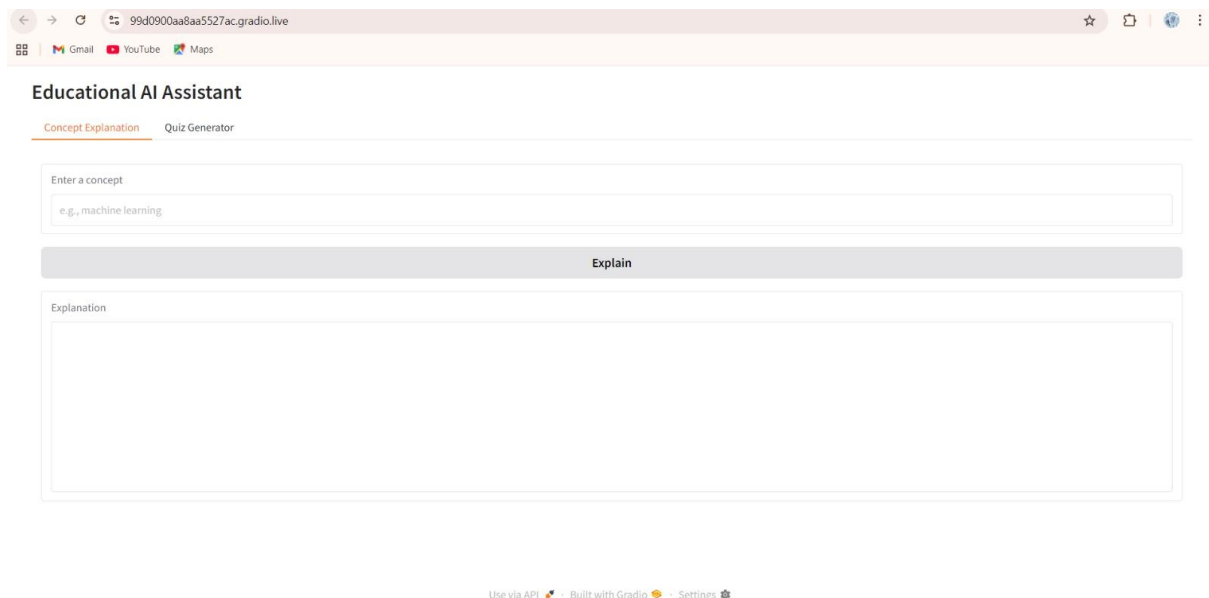 99d0900aa8aa5527ac.gradio.live
Gmail YouTube Maps
Educational AI Assistant
Concept Explanation Quiz Generator
Enter a concept
e.g., machine learning
Explain
Explanation
Use via API · Built with Gradio · Settings